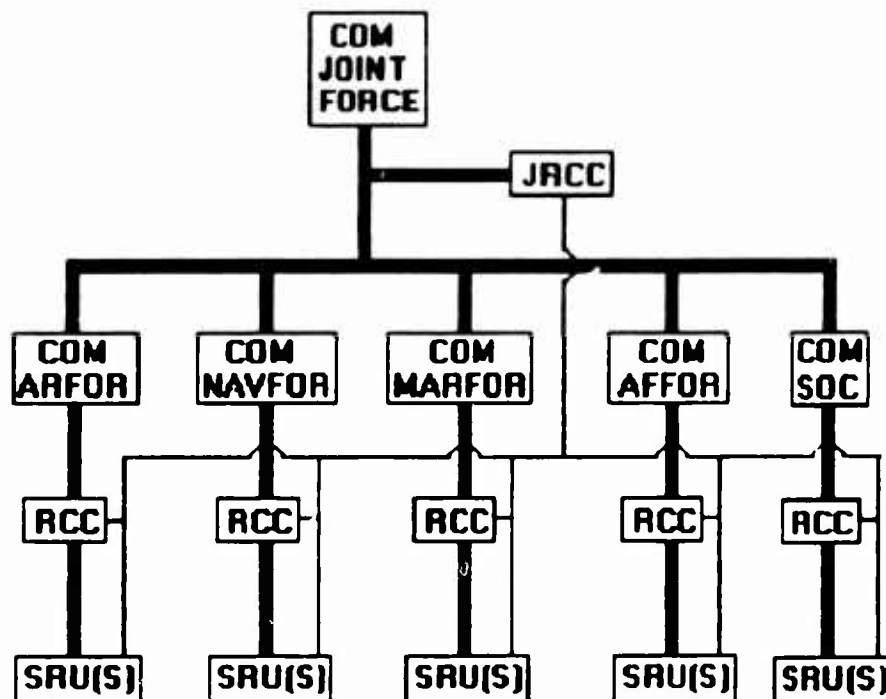 COM
JOINT
FORCE
JRCC
COM
ARFOR
COM
NAVFOR
COM
MARFOR
COM
AFFOR
COM
SOC
RCC
RCC
RCC
RCC
RCC
SRU(S)
SRU(S)
SRU(S)
SRU(S)
SRU(S)